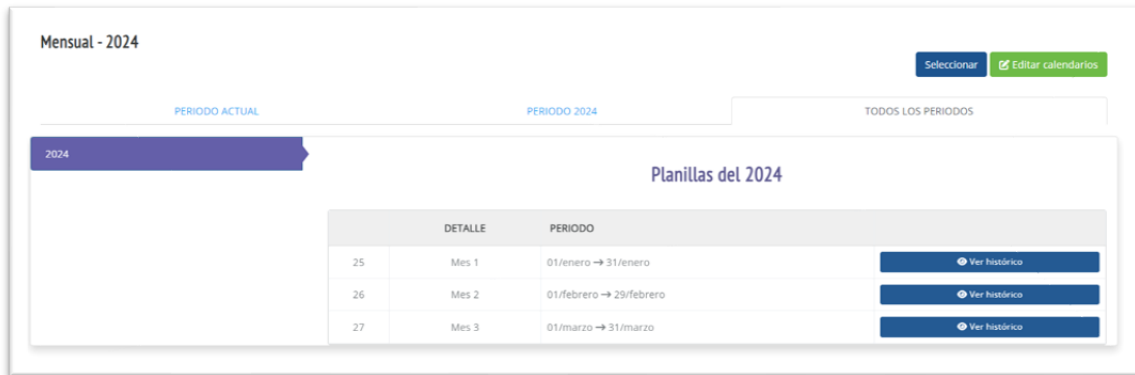 Mensual - 2024
Seleccionar Editar calendarios
PERIODO ACTUAL PERIODO 2024 TODOS LOS PERIODOS
2024
Planillas del 2024
DETALLE PERIODO
25 Mes 1 01/enero → 31/enero Ver histórico
26 Mes 2 01/febrero → 29/febrero Ver histórico
27 Mes 3 01/marzo → 31/marzo Ver histórico